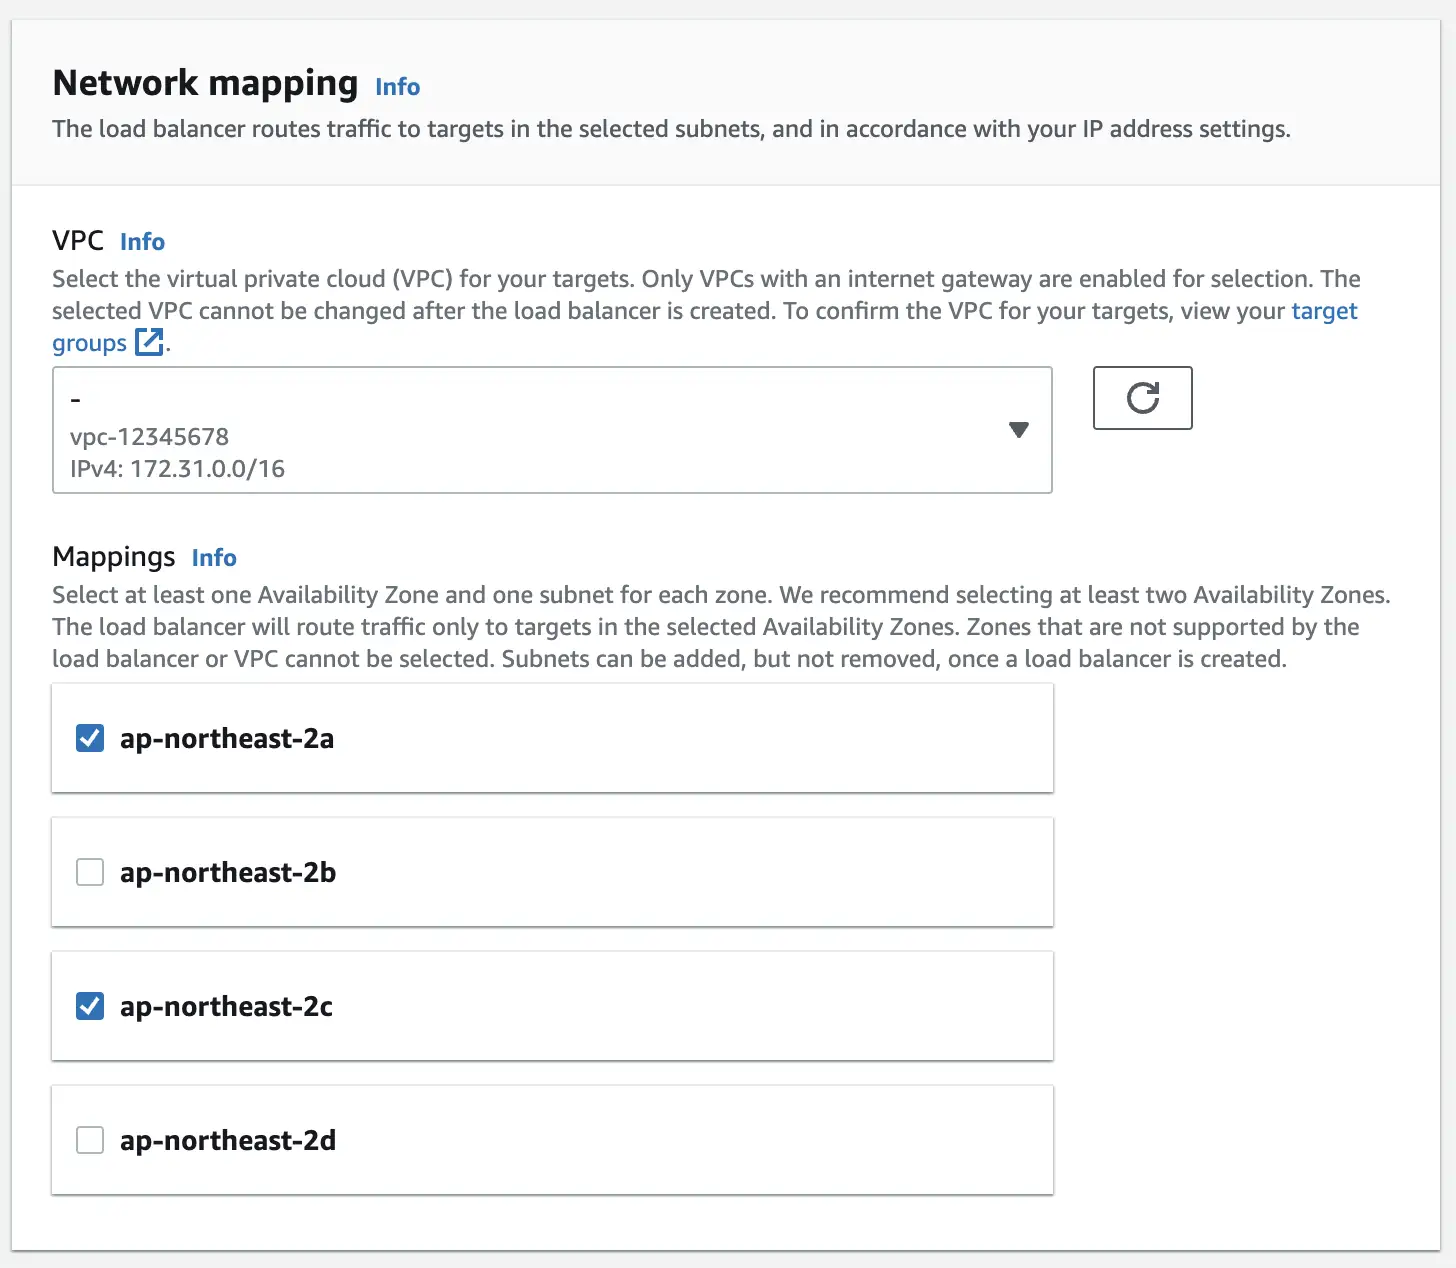 Network mapping Info
The load balancer routes traffic to targets in the selected subnets, and in accordance with your IP address settings.
VPC Info
Select the virtual private cloud (VPC) for your targets. Only VPCs with an internet gateway are enabled for selection. The
selected VPC cannot be changed after the load balancer is created. To confirm the VPC for your targets, view your target
groups.
-
vpc-12345678
IPv4: 172.31.0.0/16
Mappings Info
Select at least one Availability Zone and one subnet for each zone. We recommend selecting at least two Availability Zones.
The load balancer will route traffic only to targets in the selected Availability Zones. Zones that are not supported by the
load balancer or VPC cannot be selected. Subnets can be added, but not removed, once a load balancer is created.
ap-northeast-2a
ap-northeast-2b
ap-northeast-2c
ap-northeast-2d